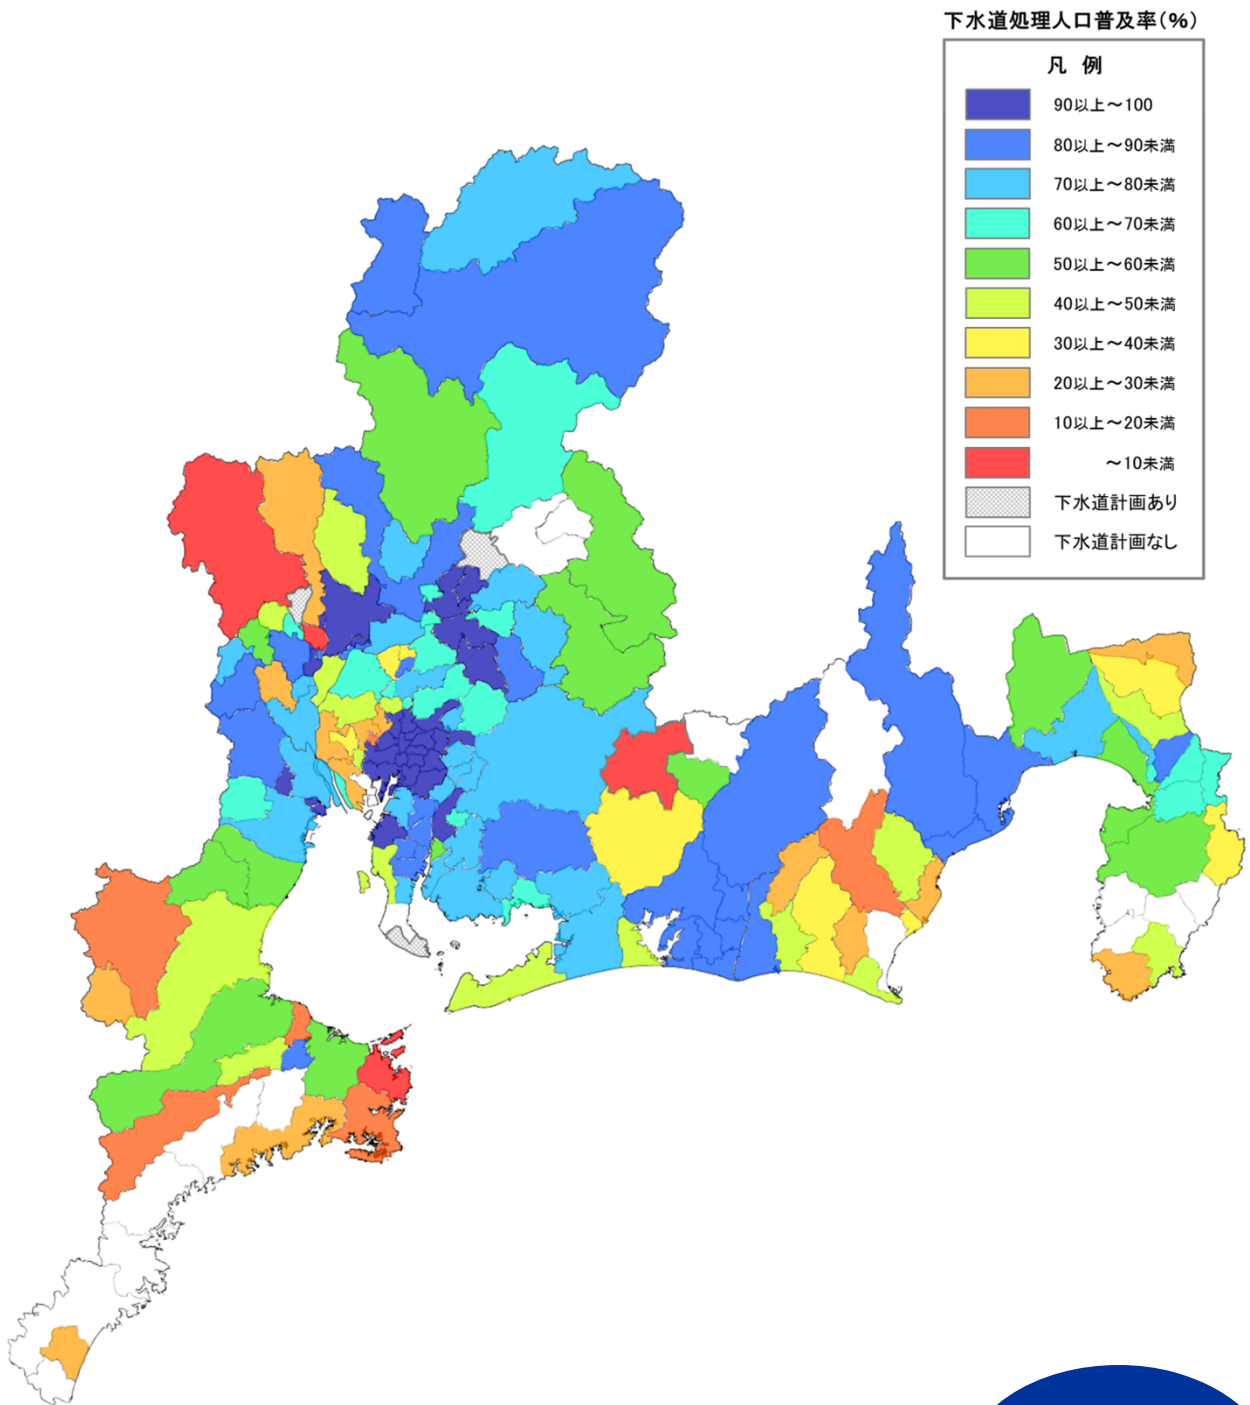 下水道処理人口普及率(%)
凡 例
90以上~100
80以上~90未満
70以上~80未満
60以上~70未満
50以上~60未満
40以上~50未満
30以上~40未満
20以上~30未満
10以上~20未満
~10未満
下水道計画あり
下水道計画なし